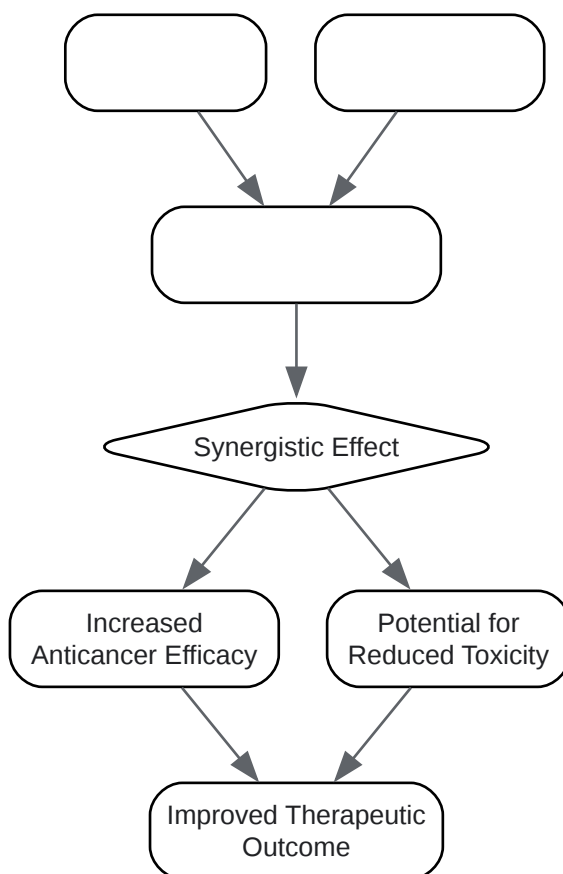 Synergistic Effect
Increased
Anticancer Efficacy
Potential for
Reduced Toxicity
Improved Therapeutic
Outcome